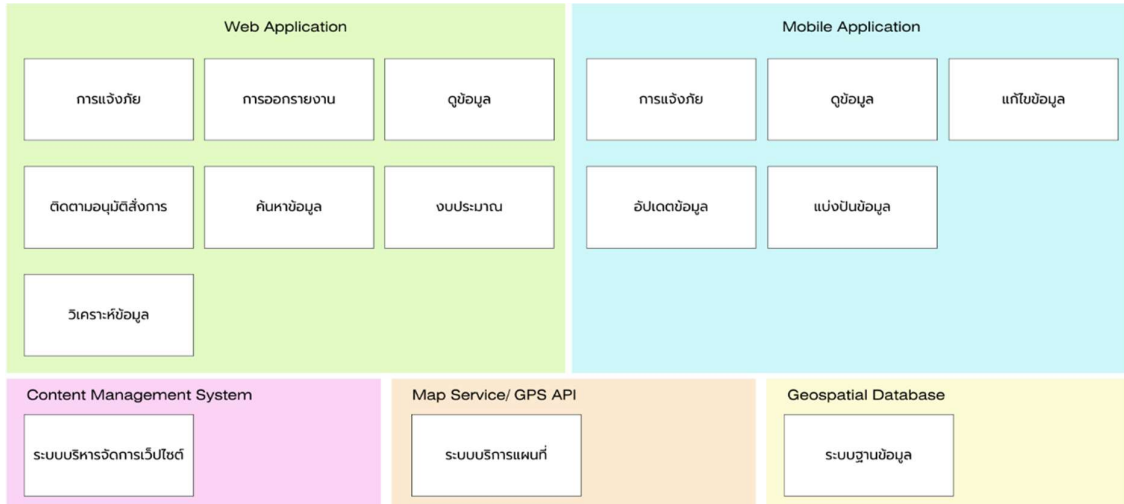 Web Application
การแจ้งภัย
การออกรายงาน
ดูข้อมูล
ติดตามอนุมัติสั่งการ
ค้นหาข้อมูล
งบประมาณ
วิเคราะห์ข้อมูล
Mobile Application
การแจ้งภัย
ดูข้อมูล
แก้ไขข้อมูล
อัปเดตข้อมูล
แบ่งปันข้อมูล
Content Management System
ระบบบริหารจัดการเว็ปไซต์
Map Service/ GPS API
ระบบบริการแผนที่
Geospatial Database
ระบบฐานข้อมูล